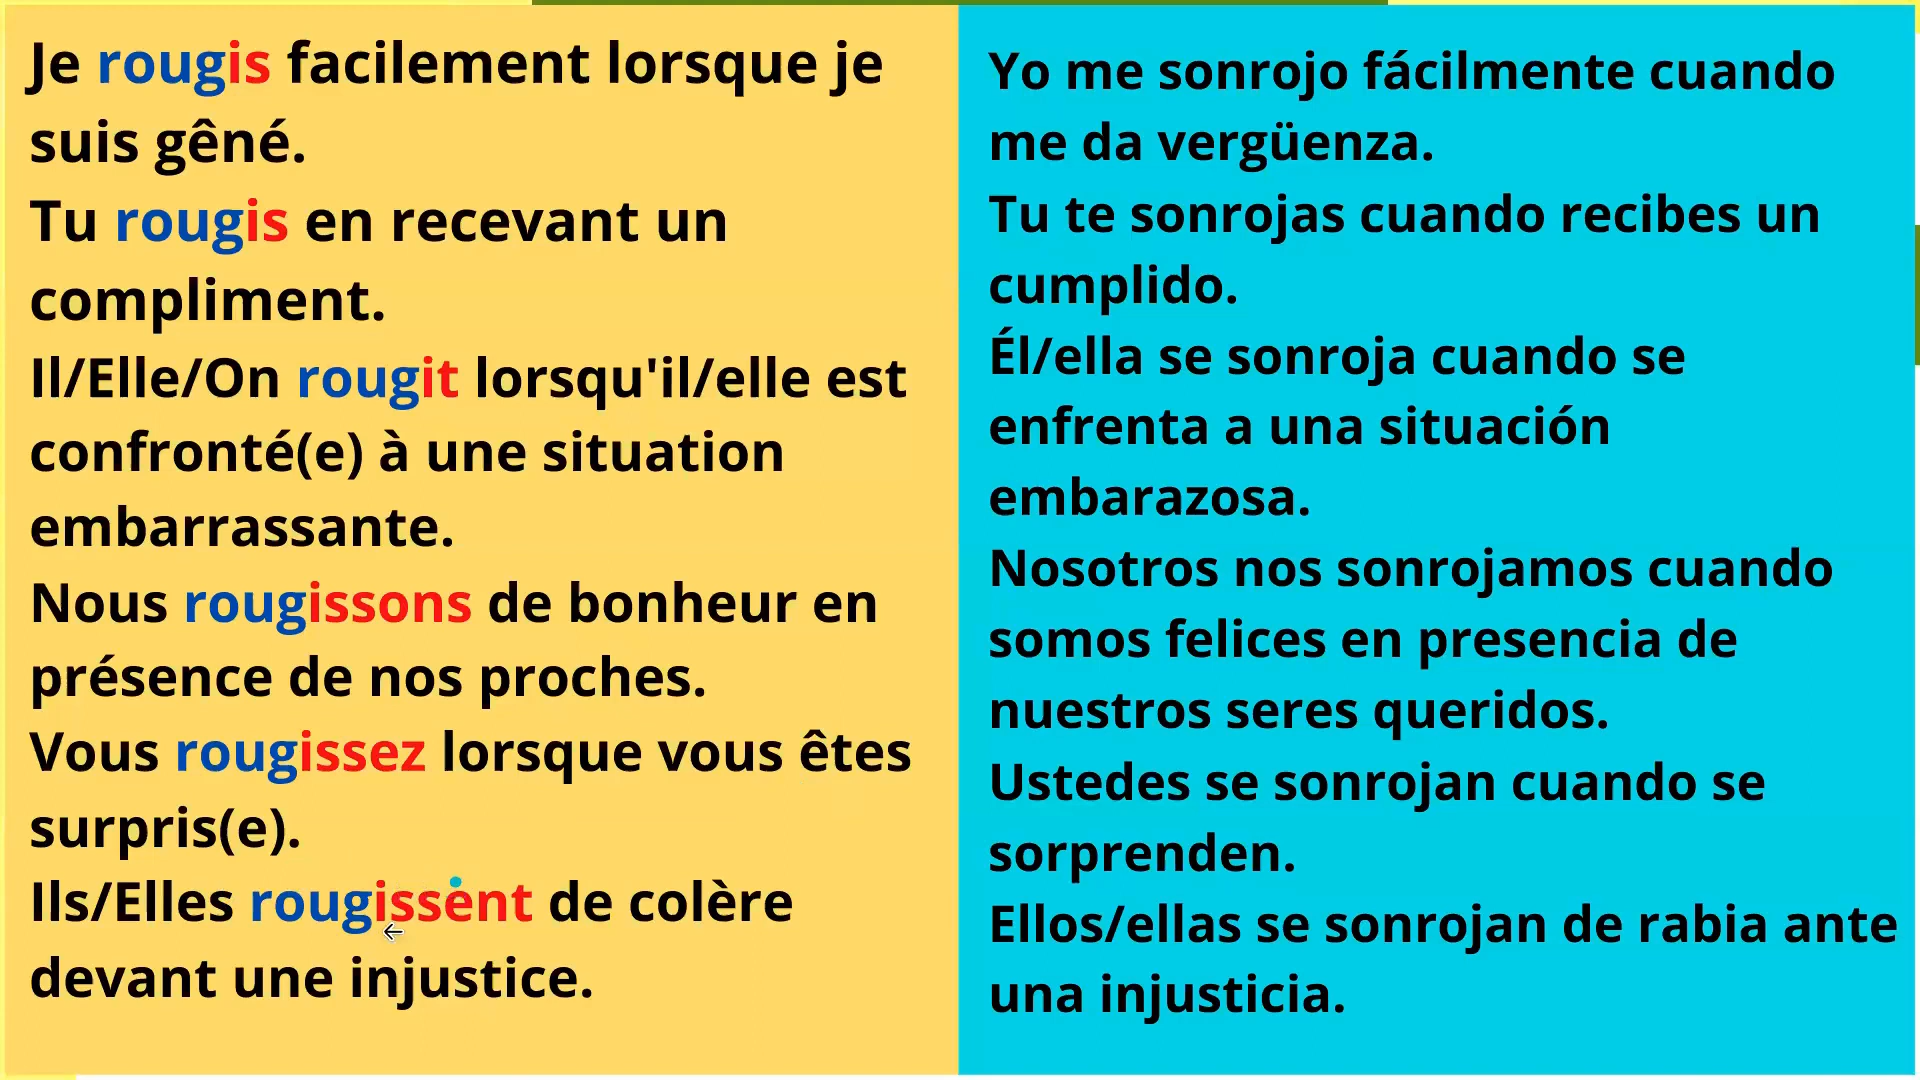 Je rougis facilement lorsque je
suis gêné.
Tu rougis en recevant un
compliment.
Il/Elle/On rougit lorsqu'il/elle est
confronté(e) à une situation
embarrassante.
Nous rougissons de bonheur en
présence de nos proches.
Vous rougissez lorsque vous êtes
surpris(e).
Ils/Elles rougissent de colère
devant une injustice.
Yo me sonrojo fácilmente cuando
me da vergüenza.
Tu te sonrojas cuando recibes un
cumplido.
Él/ella se sonroja cuando se
enfrenta a una situación
embarazosa.
Nosotros nos sonrojamos cuando
somos felices en presencia de
nuestros seres queridos.
Ustedes se sonrojan cuando se
sorprenden.
Ellos/ellas se sonrojan de rabia ante
una injusticia.